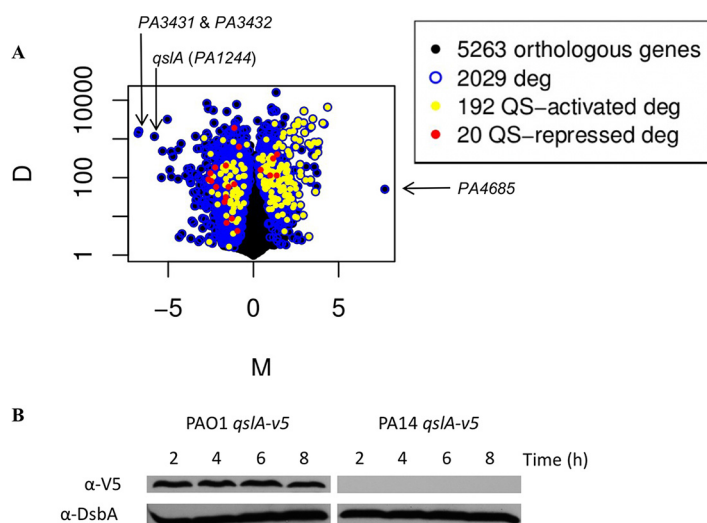 PA3431 & PA3432
A
qslA (PA1244)
5263 orthologous genes
2029 deg
192 QS−activated deg
20 QS−repressed deg
10000
100
1
D
PA4685
−5 0 5
M
B
PAO1 qslA-v5 PA14 qslA-v5
2 4 6 8 2 4 6 8 Time (h)
α-V5
α-DsbA